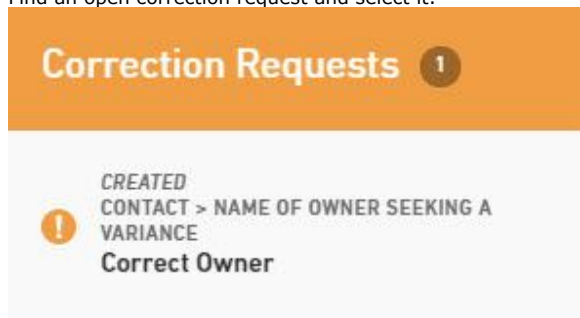 Find an open correction request and select it.
Correction Requests 1
CREATED
CONTACT > NAME OF OWNER SEEKING A
VARIANCE
! Correct Owner